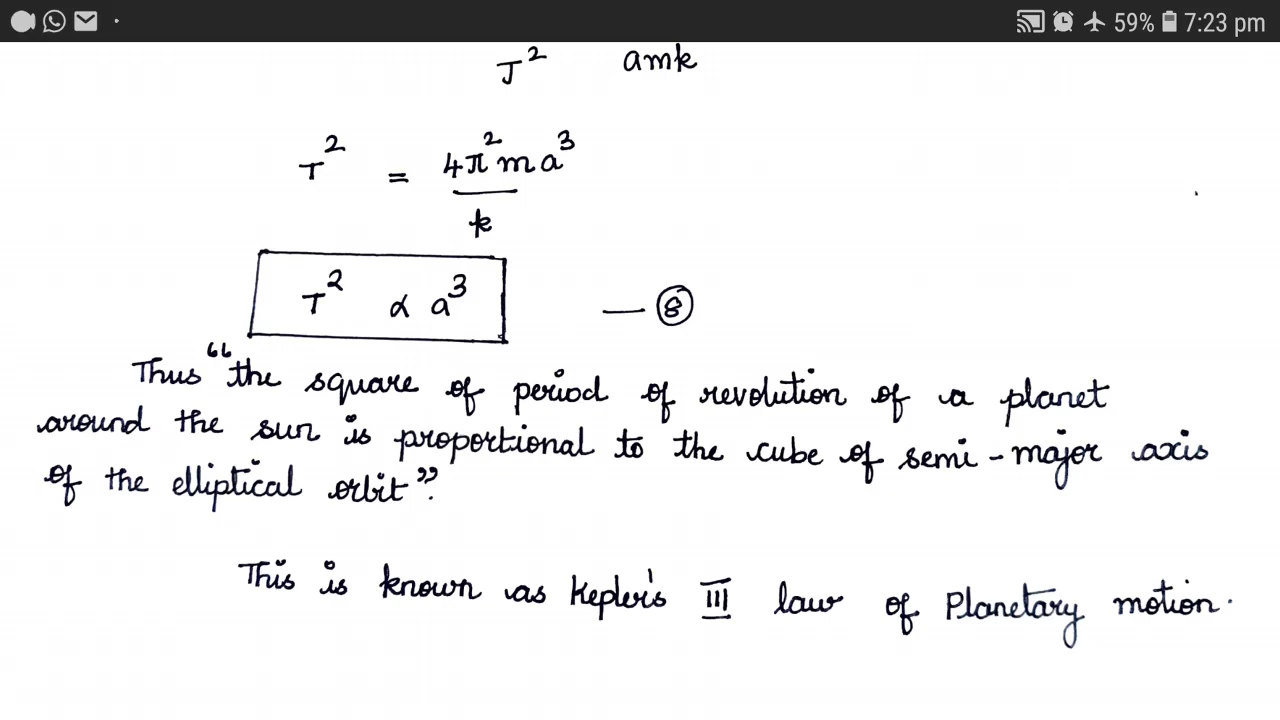 59% 7:23 pm
J² amk
T² = 4π²ma³
k
T² ∝ a³ — ⑧
Thus “the square of period of revolution of a planet
around the sun is proportional to the cube of semi-major axis
of the elliptical orbit”.
This is known as Kepler's III law of Planetary motion.